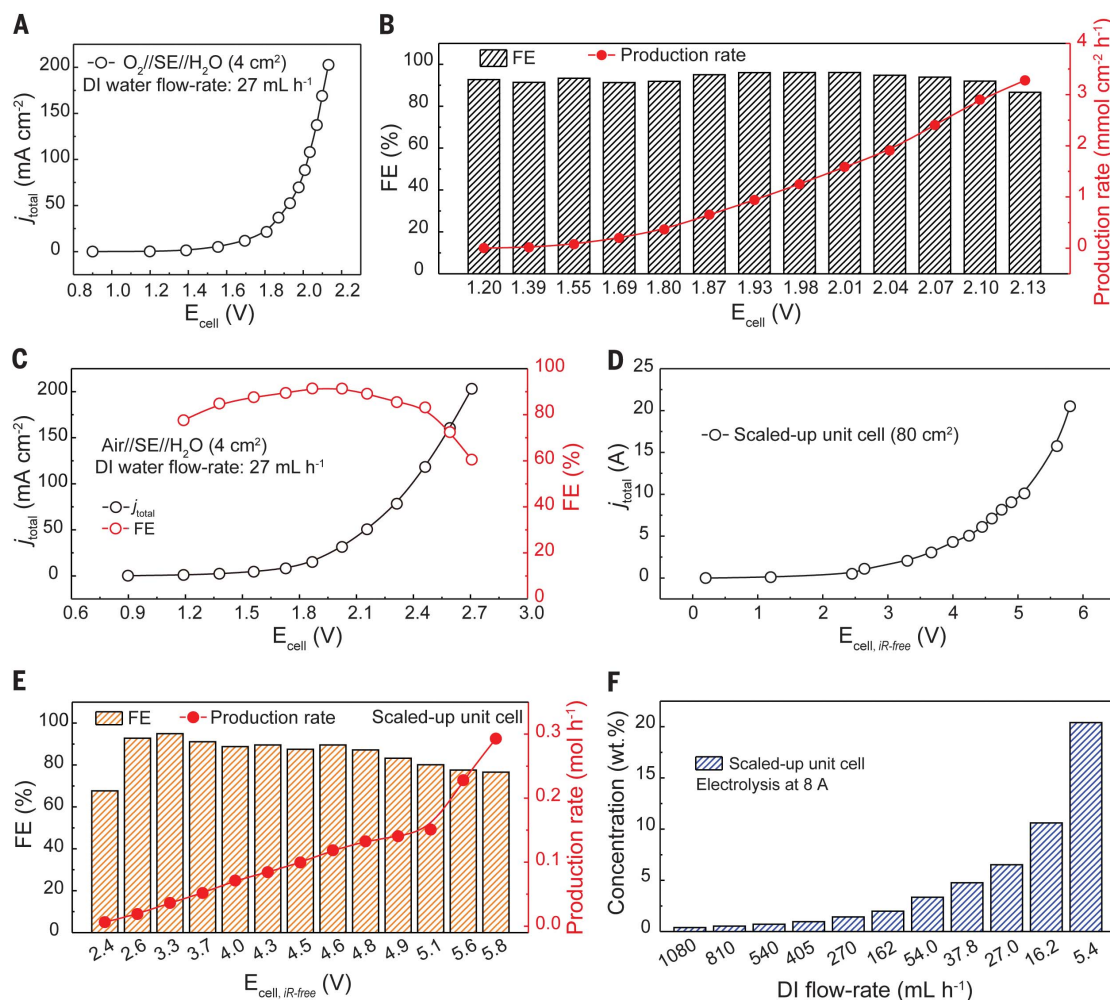 A
O₂//SE//H₂O (4 cm²)
DI water flow-rate: 27 mL h⁻¹
j_total (mA cm⁻²)
200
150
100
50
0
0.8 1.0 1.2 1.4 1.6 1.8 2.0 2.2
E_cell (V)
B
FE
Production rate
FE (%)
100
80
60
40
20
0
Production rate (mmol cm⁻² h⁻¹)
4
3
2
1
0
1.20 1.39 1.55 1.69 1.80 1.87 1.93 1.98 2.01 2.04 2.07 2.10 2.13
E_cell (V)
C
Air//SE//H₂O (4 cm²)
DI water flow-rate: 27 mL h⁻¹
j_total
FE
j_total (mA cm⁻²)
200
150
100
50
0
FE (%)
100
80
60
40
20
0
0.6 0.9 1.2 1.5 1.8 2.1 2.4 2.7 3.0
E_cell (V)
D
Scaled-up unit cell (80 cm²)
j_total (A)
25
20
15
10
5
0
0 1 2 3 4 5 6
E_cell, iR-free (V)
E
FE
Production rate
Scaled-up unit cell
FE (%)
100
80
60
40
20
0
Production rate (mol h⁻¹)
0.3
0.2
0.1
0.0
2.4 2.6 3.3 3.7 4.0 4.3 4.5 4.6 4.8 4.9 5.1 5.6 5.8
E_cell, iR-free (V)
F
Scaled-up unit cell
Electrolysis at 8 A
Concentration (wt.%)
20
15
10
5
0
1080 810 540 405 270 162 54.0 37.8 27.0 16.2 5.4
DI flow-rate (mL h⁻¹)